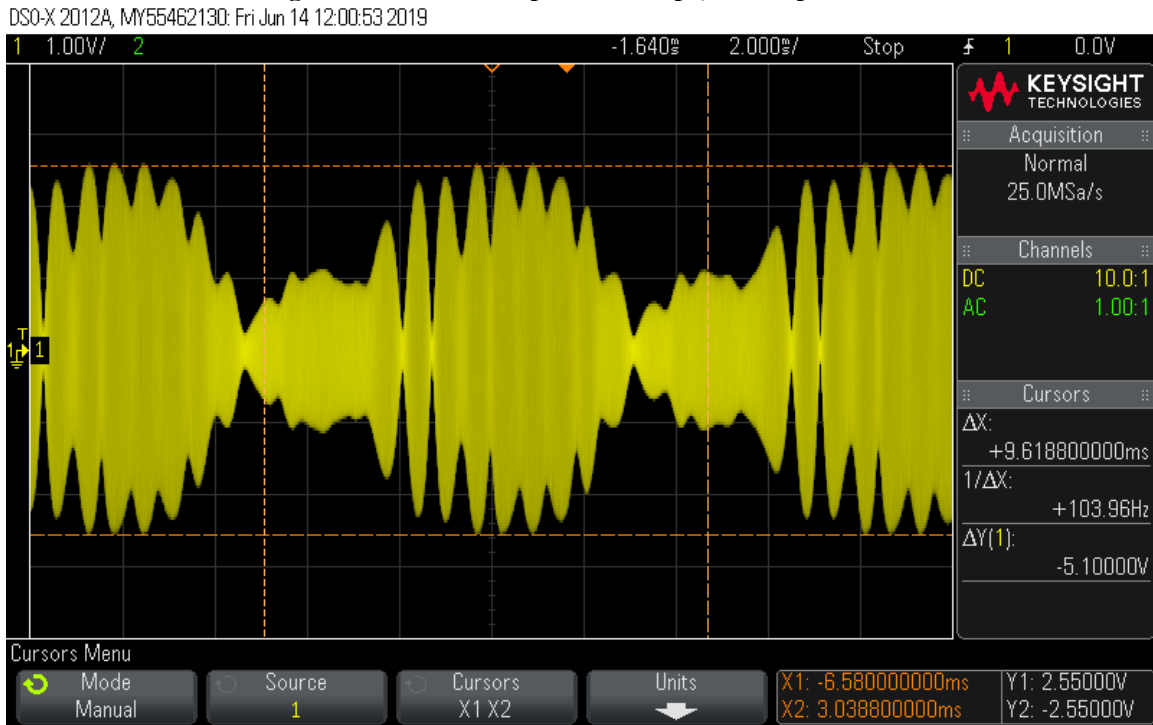 DSO-X 2012A, MY55462130: Fri Jun 14 12:00:53 2019
1 1.00V/ 2 -1.640ms 2.000ms/ Stop 1 0.0V
KEYSIGHT
TECHNOLOGIES
Acquisition
Normal
25.0MSa/s
Channels
DC 10.0:1
AC 1.00:1
T
1 1
Cursors
ΔX:
+9.618800000ms
1/ΔX:
+103.96Hz
ΔY(1):
-5.10000V
Cursors Menu
Mode
Manual
Source
1
Cursors
X1 X2
Units
X1: -6.580000000ms
X2: 3.038800000ms
Y1: 2.55000V
Y2: -2.55000V